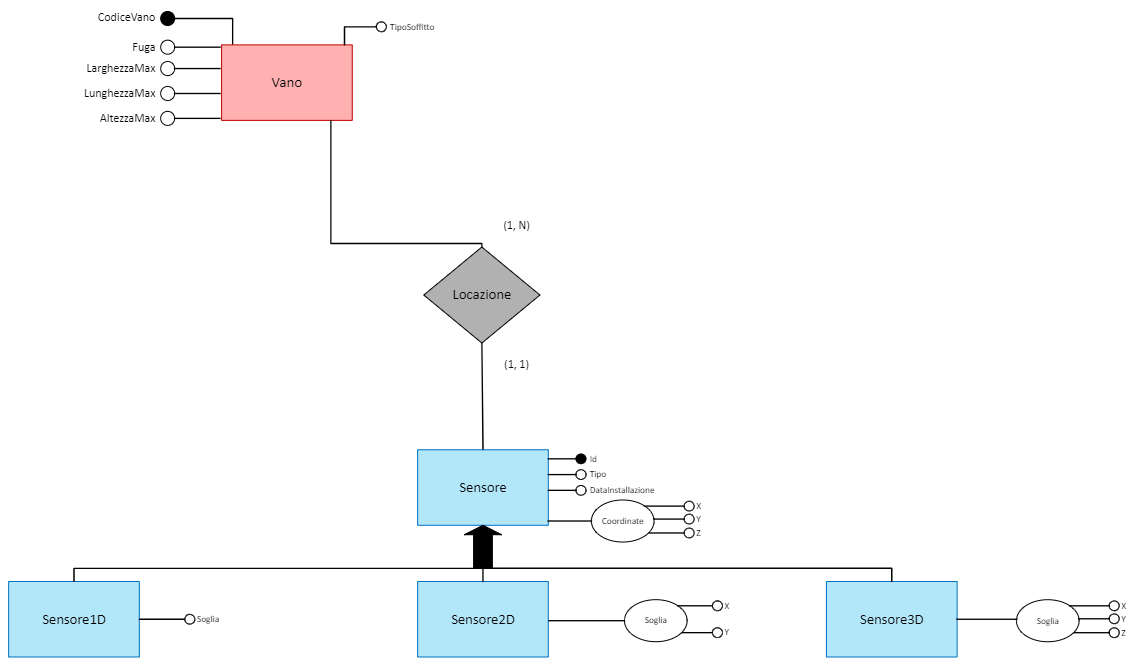 CodiceVano
TipoSoffitto
Fuga
LarghezzaMax
Vano
LunghezzaMax
AltezzaMax
(1, N)
Locazione
(1, 1)
Id
Tipo
Sensore
DataInstallazione
X
Coordinate
Y
Z
Sensore1D
Soglia
Sensore2D
Soglia
X
Y
Sensore3D
Soglia
X
Y
Z